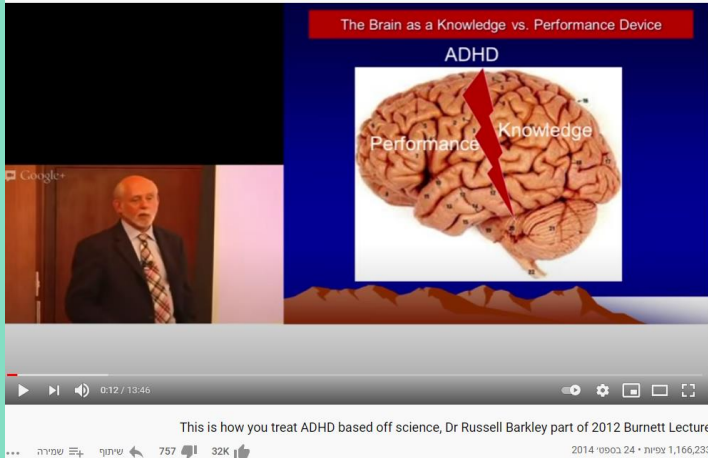 The Brain as a Knowledge vs. Performance Device
ADHD
Performance
Knowledge
Google+
0:12 / 13:46
This is how you treat ADHD based off science, Dr Russell Barkley part of 2012 Burnett Lecture
1,166,233 צפיות • 24 בספט׳ 2014
32K
757
שיתוף
שמירה